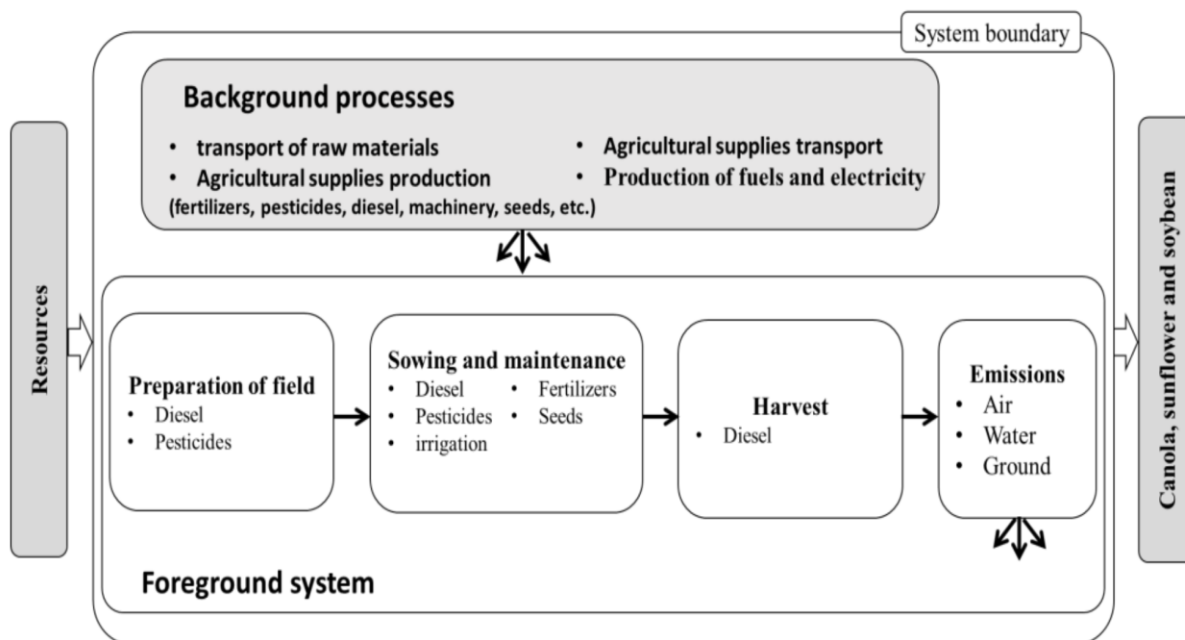 System boundary
Background processes
• transport of raw materials
• Agricultural supplies production
(fertilizers, pesticides, diesel, machinery, seeds, etc.)
• Agricultural supplies transport
• Production of fuels and electricity
Resources
Preparation of field
• Diesel
• Pesticides
Sowing and maintenance
• Diesel
• Pesticides
• irrigation
• Fertilizers
• Seeds
Harvest
• Diesel
Emissions
• Air
• Water
• Ground
Foreground system
Canola, sunflower and soybean